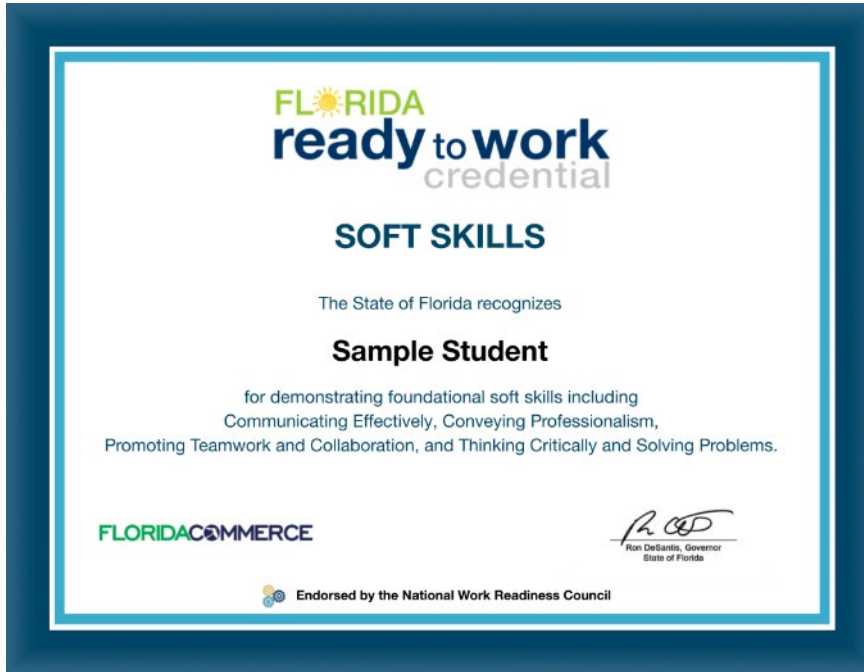 FLORIDA
ready to work
credential
SOFT SKILLS
The State of Florida recognizes
Sample Student
for demonstrating foundational soft skills including
Communicating Effectively, Conveying Professionalism,
Promoting Teamwork and Collaboration, and Thinking Critically and Solving Problems.
FLORIDACOMMERCE
Ron DeSantis, Governor
State of Florida
Endorsed by the National Work Readiness Council